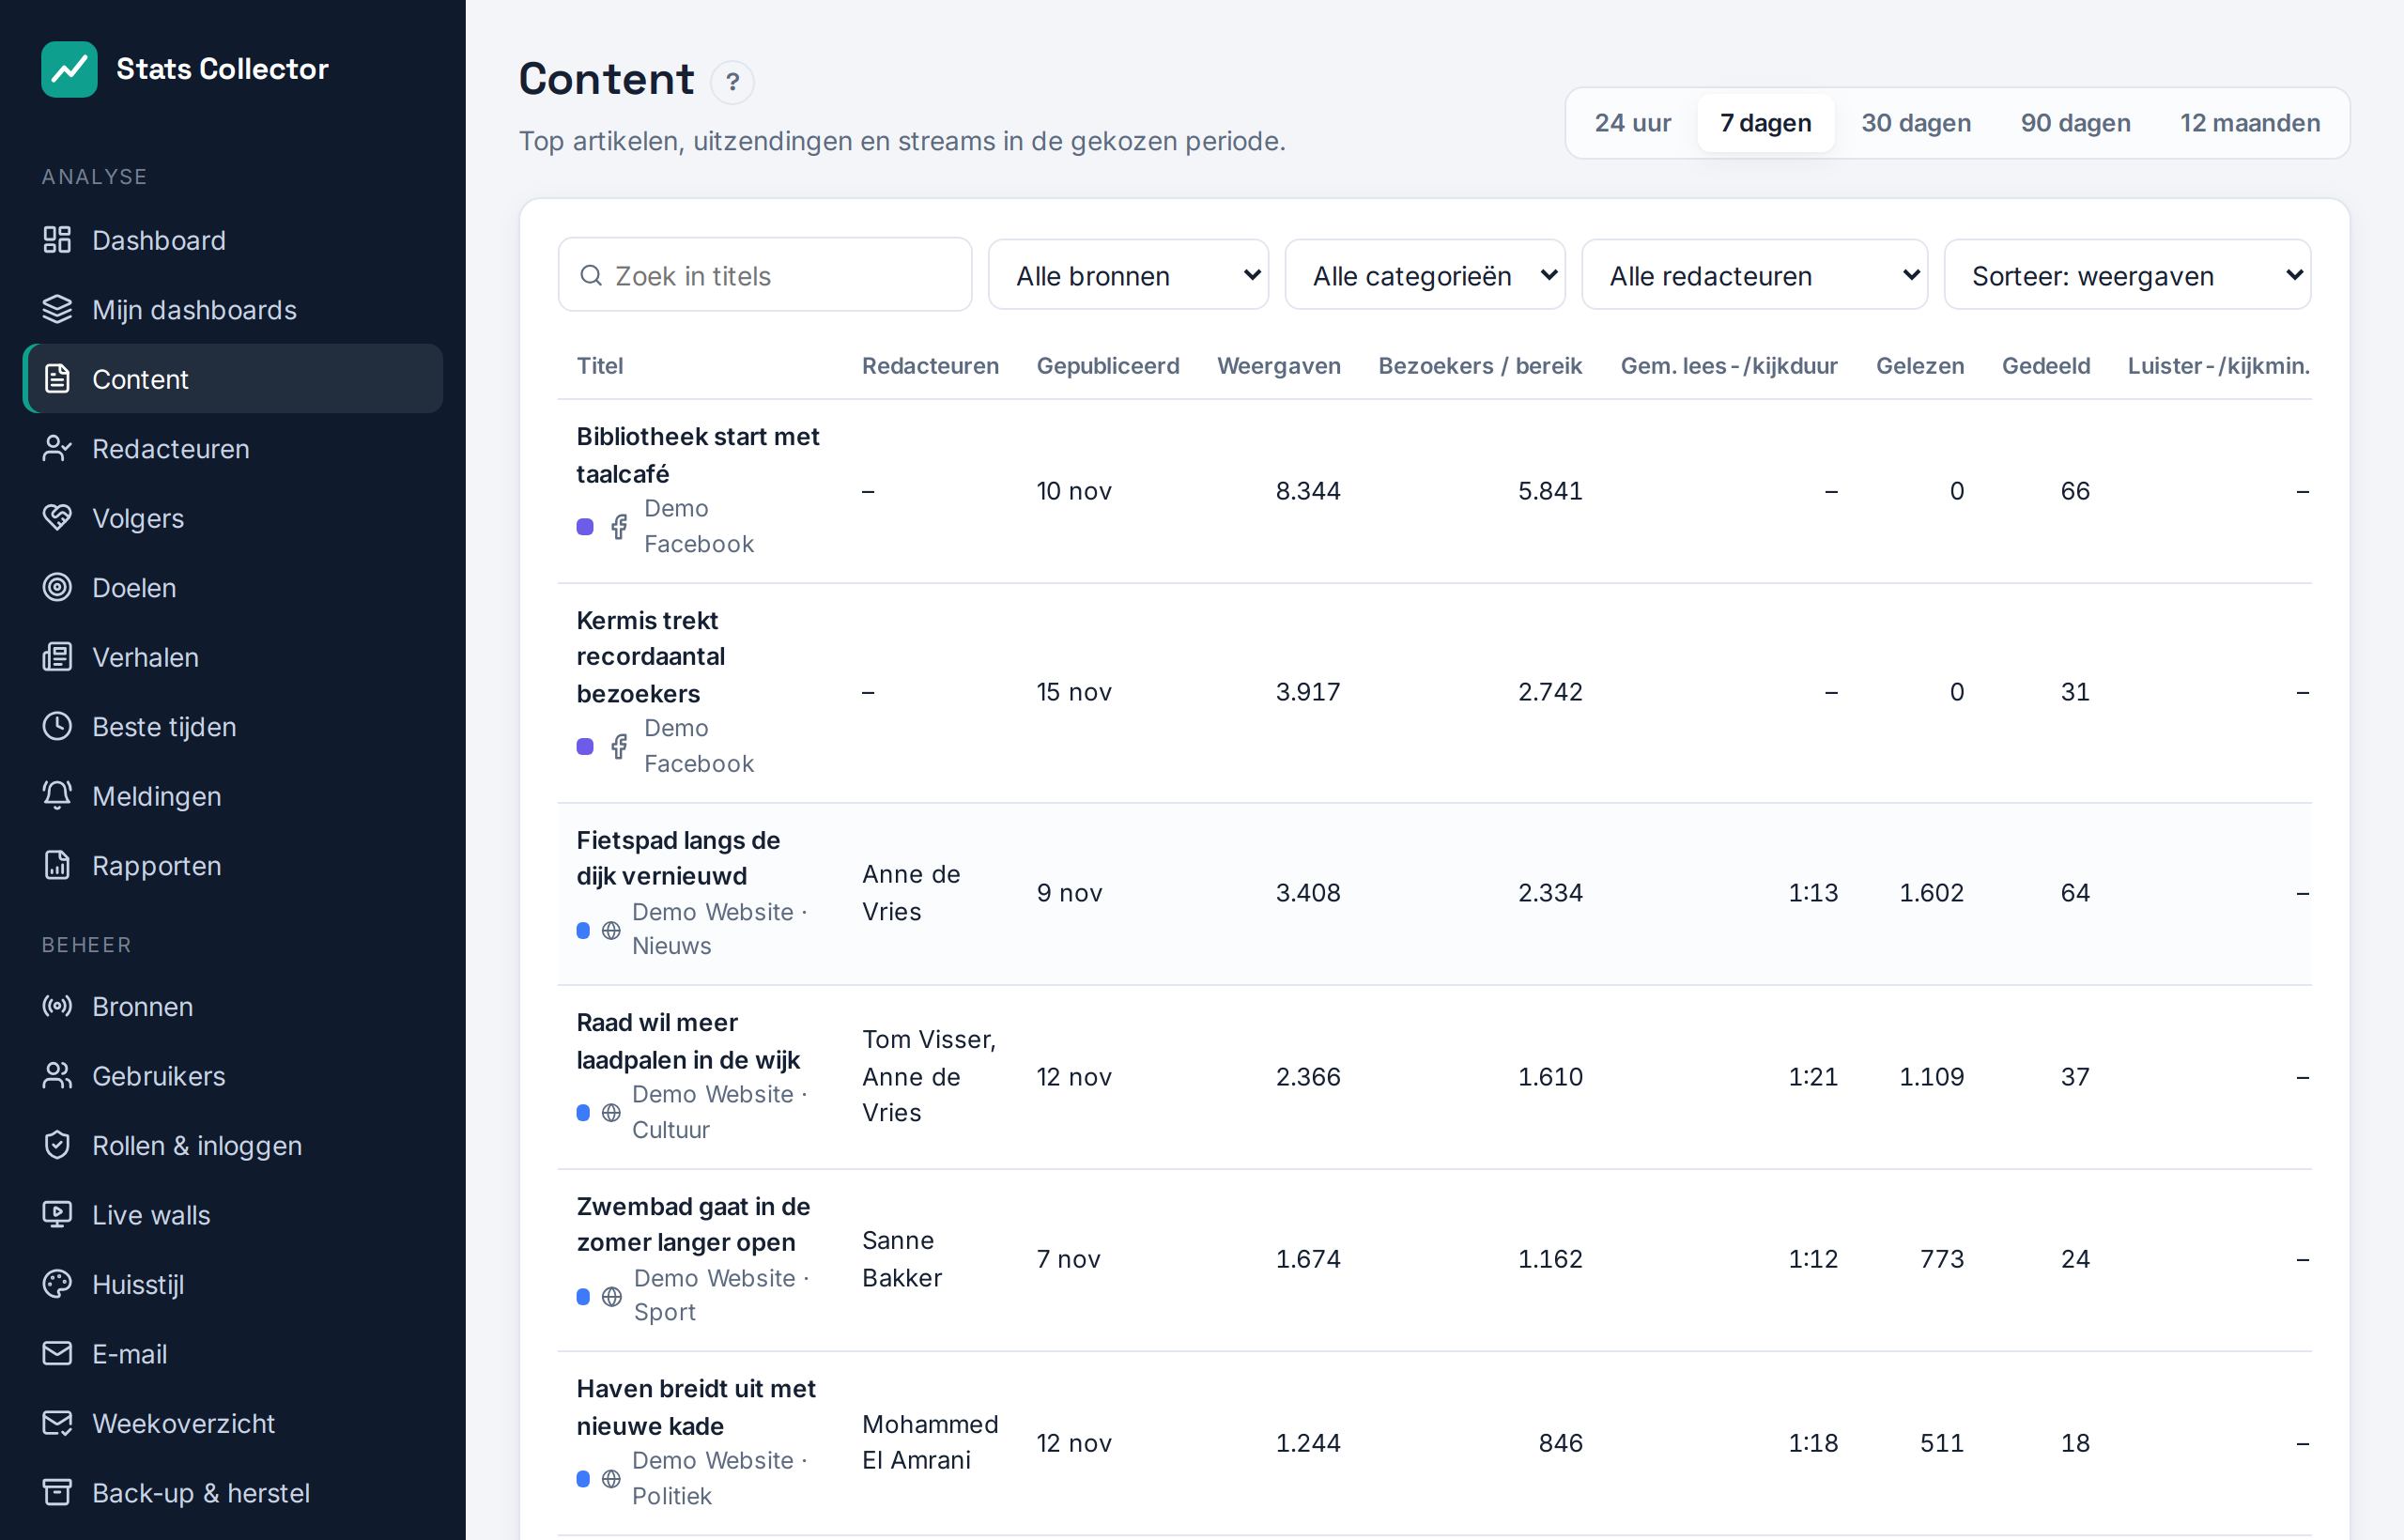 Stats Collector
ANALYSE
Dashboard
Mijn dashboards
Content
Redacteuren
Volgers
Doelen
Verhalen
Beste tijden
Meldingen
Rapporten
BEHEER
Bronnen
Gebruikers
Rollen & inloggen
Live walls
Huisstijl
E-mail
Weekoverzicht
Back-up & herstel
Content ?
Top artikelen, uitzendingen en streams in de gekozen periode.
24 uur 7 dagen 30 dagen 90 dagen 12 maanden
Zoek in titels Alle bronnen Alle categorieën Alle redacteuren Sorteer: weergaven
Titel Redacteuren Gepubliceerd Weergaven Bezoekers / bereik Gem. lees-/kijkduur Gelezen Gedeeld Luister-/kijkmin.
Bibliotheek start met
taalcafé
Demo
Facebook
– 10 nov 8.344 5.841 – 0 66 –
Kermis trekt
recordaantal
bezoekers
Demo
Facebook
– 15 nov 3.917 2.742 – 0 31 –
Fietspad langs de
dijk vernieuwd
Demo Website ·
Nieuws
Anne de
Vries
9 nov 3.408 2.334 1:13 1.602 64 –
Raad wil meer
laadpalen in de wijk
Demo Website ·
Cultuur
Tom Visser,
Anne de
Vries
12 nov 2.366 1.610 1:21 1.109 37 –
Zwembad gaat in de
zomer langer open
Demo Website ·
Sport
Sanne
Bakker
7 nov 1.674 1.162 1:12 773 24 –
Haven breidt uit met
nieuwe kade
Demo Website ·
Politiek
Mohammed
El Amrani
12 nov 1.244 846 1:18 511 18 –